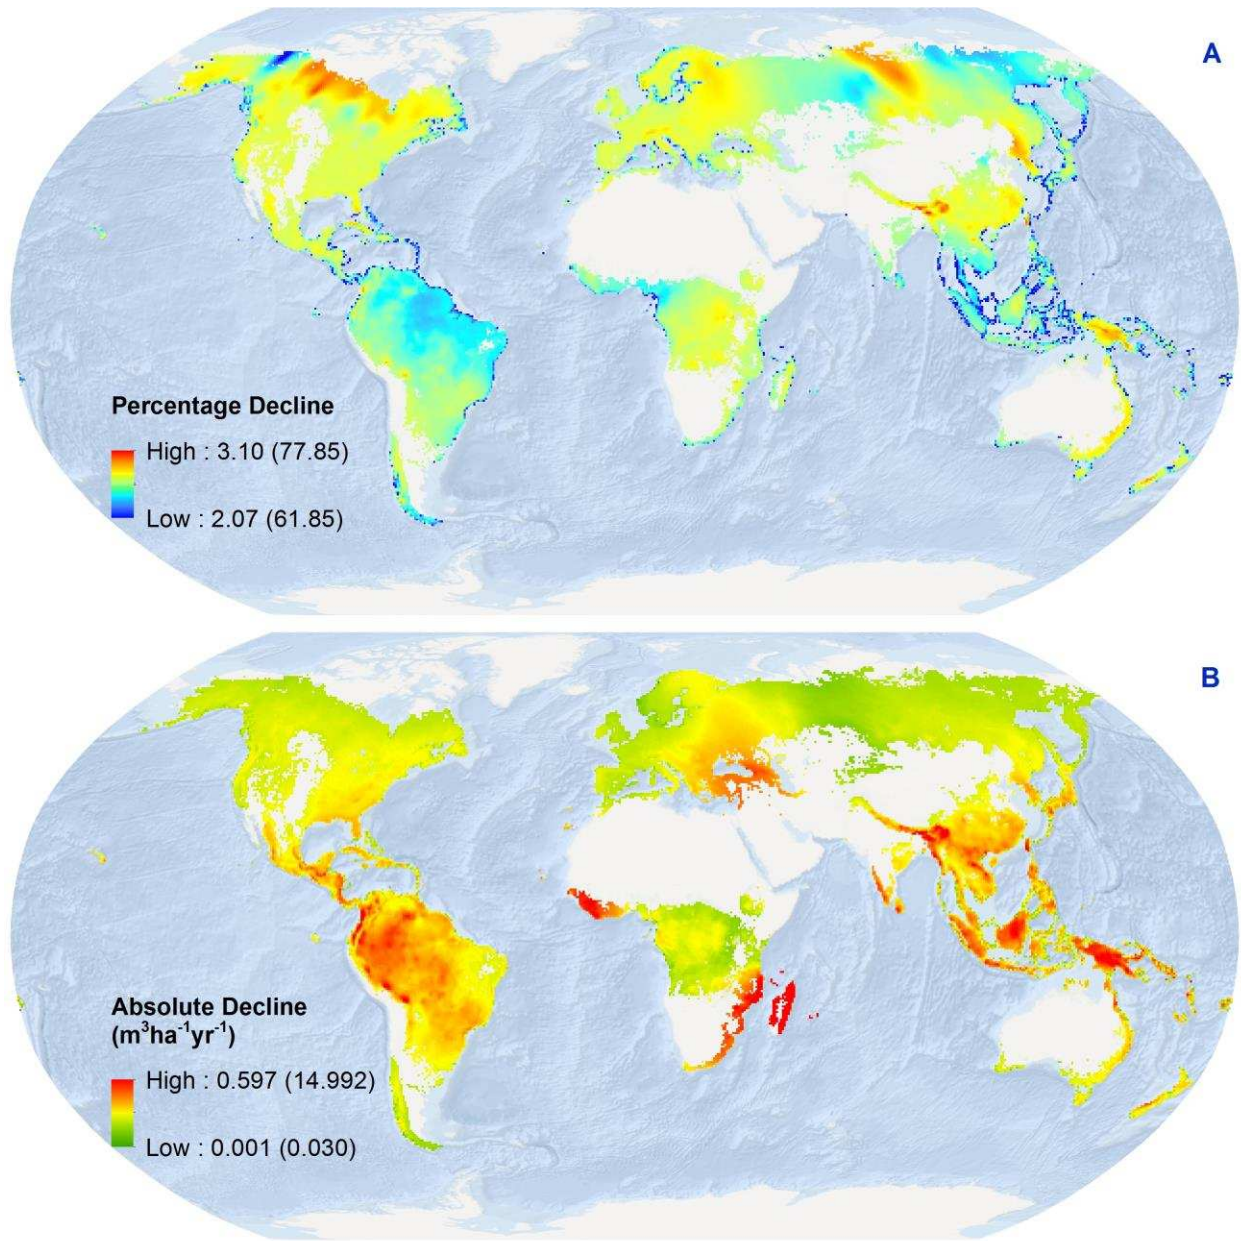 A
Percentage Decline
High : 3.10 (77.85)
Low : 2.07 (61.85)
B
Absolute Decline
(m³ha⁻¹yr⁻¹)
High : 0.597 (14.992)
Low : 0.001 (0.030)